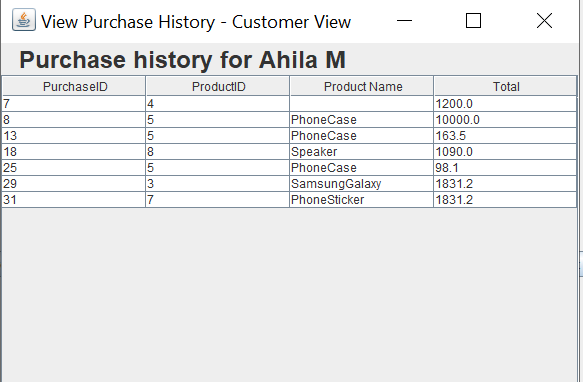 View Purchase History - Customer View
Purchase history for Ahila M
PurchaseID ProductID Product Name Total
7 4 1200.0
8 5 PhoneCase 10000.0
13 5 PhoneCase 163.5
18 8 Speaker 1090.0
25 5 PhoneCase 98.1
29 3 SamsungGalaxy 1831.2
31 7 PhoneSticker 1831.2